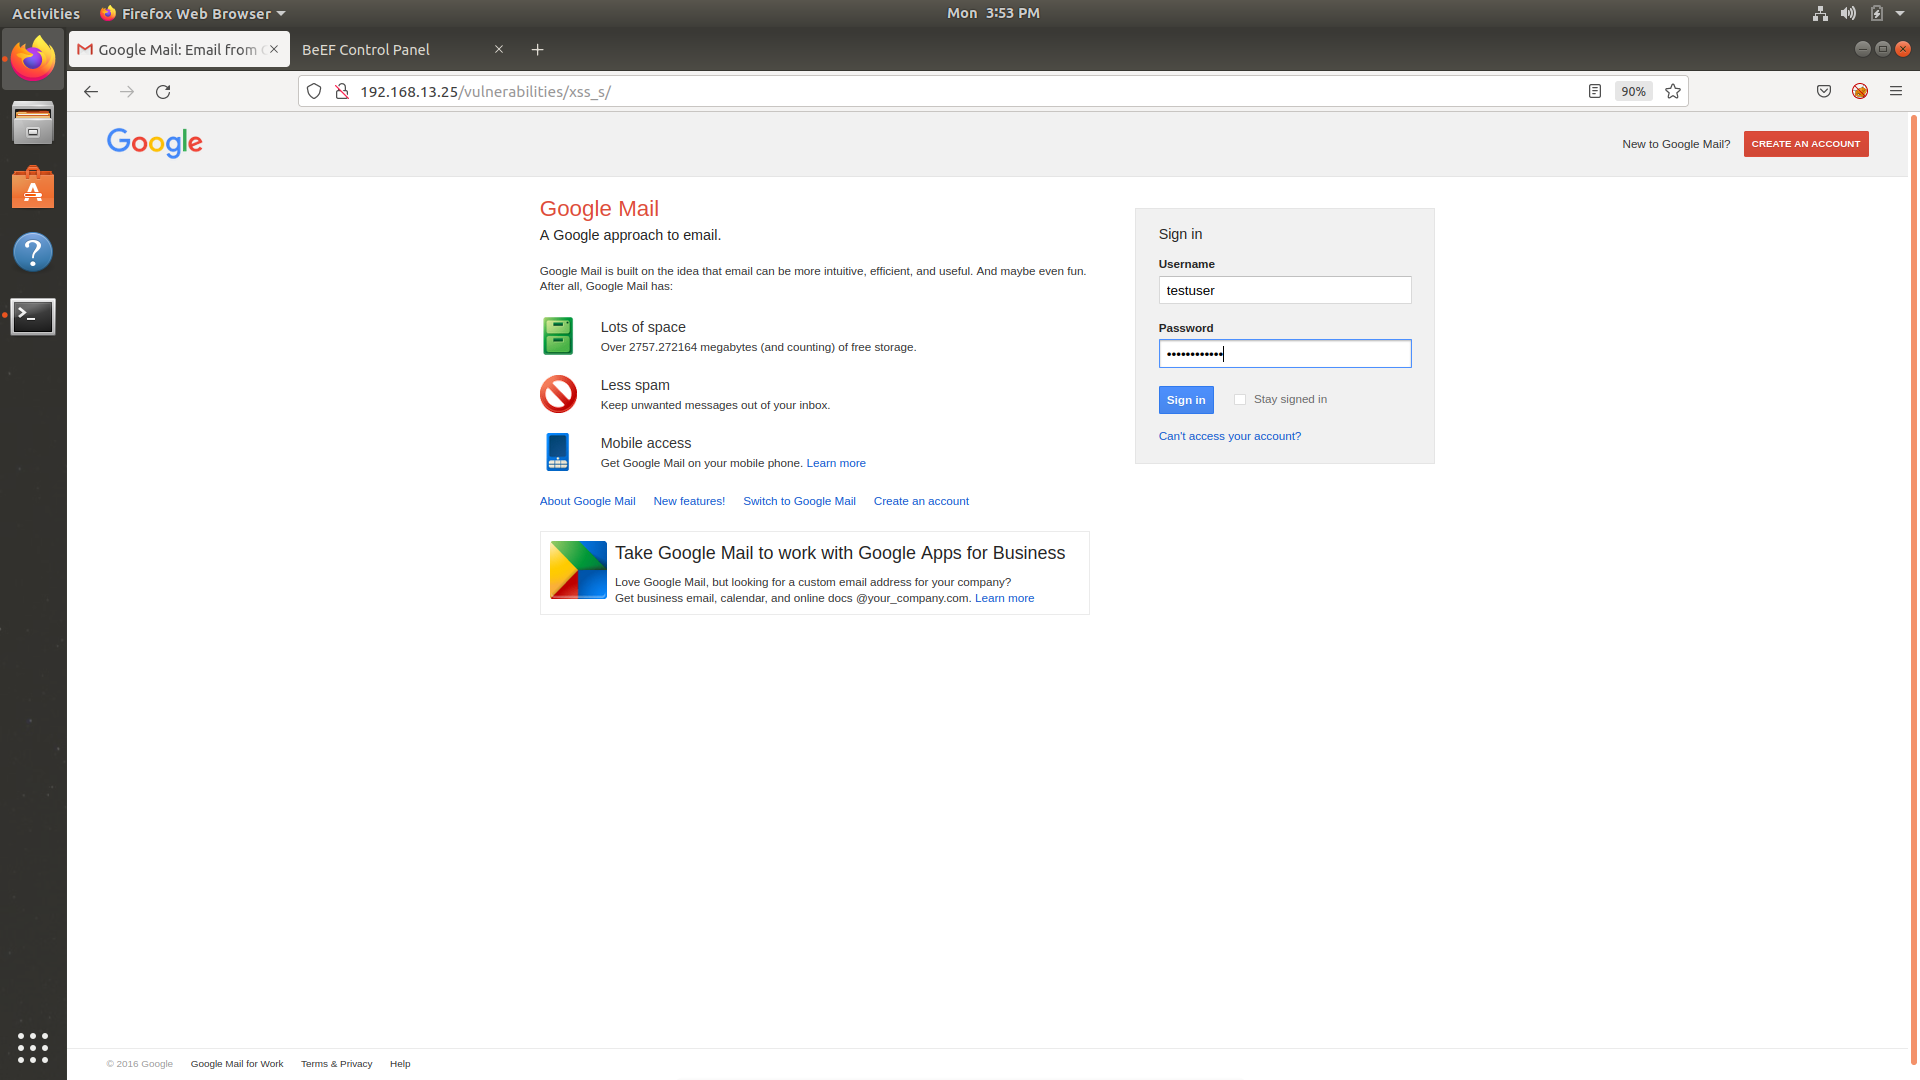 Activities Firefox Web Browser Mon 3:53 PM
Google Mail: Email from BeEF Control Panel
192.168.13.25/vulnerabilities/xss_s/ 90%
Google New to Google Mail? CREATE AN ACCOUNT
Google Mail
A Google approach to email.
Google Mail is built on the idea that email can be more intuitive, efficient, and useful. And maybe even fun.
After all, Google Mail has:
Lots of space
Over 2757.272164 megabytes (and counting) of free storage.
Less spam
Keep unwanted messages out of your inbox.
Mobile access
Get Google Mail on your mobile phone. Learn more
About Google Mail New features! Switch to Google Mail Create an account
Take Google Mail to work with Google Apps for Business
Love Google Mail, but looking for a custom email address for your company?
Get business email, calendar, and online docs @your_company.com. Learn more
Sign in
Username
testuser
Password
••••••••••••
Sign in Stay signed in
Can't access your account?
© 2016 Google Google Mail for Work Terms & Privacy Help